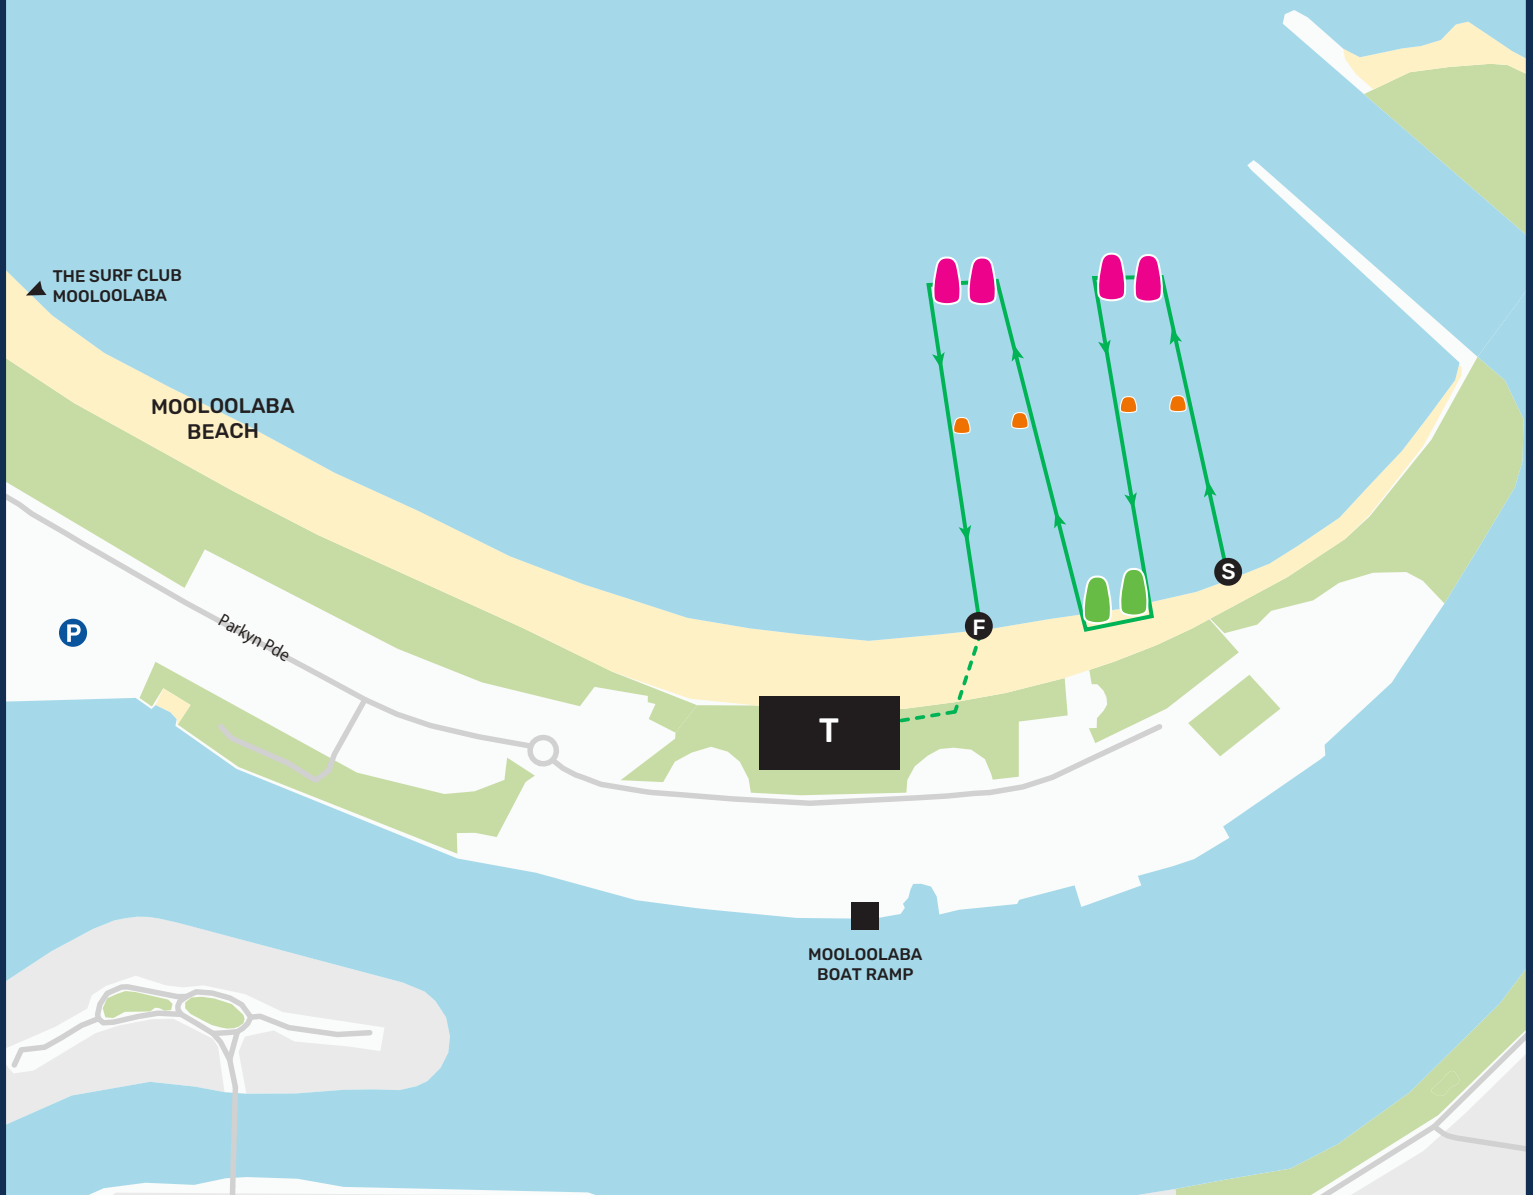 THE SURF CLUB
MOOLOOLABA
MOOLOOLABA
BEACH
S
F
P
Parkyn Pde
T
MOOLOOLABA
BOAT RAMP